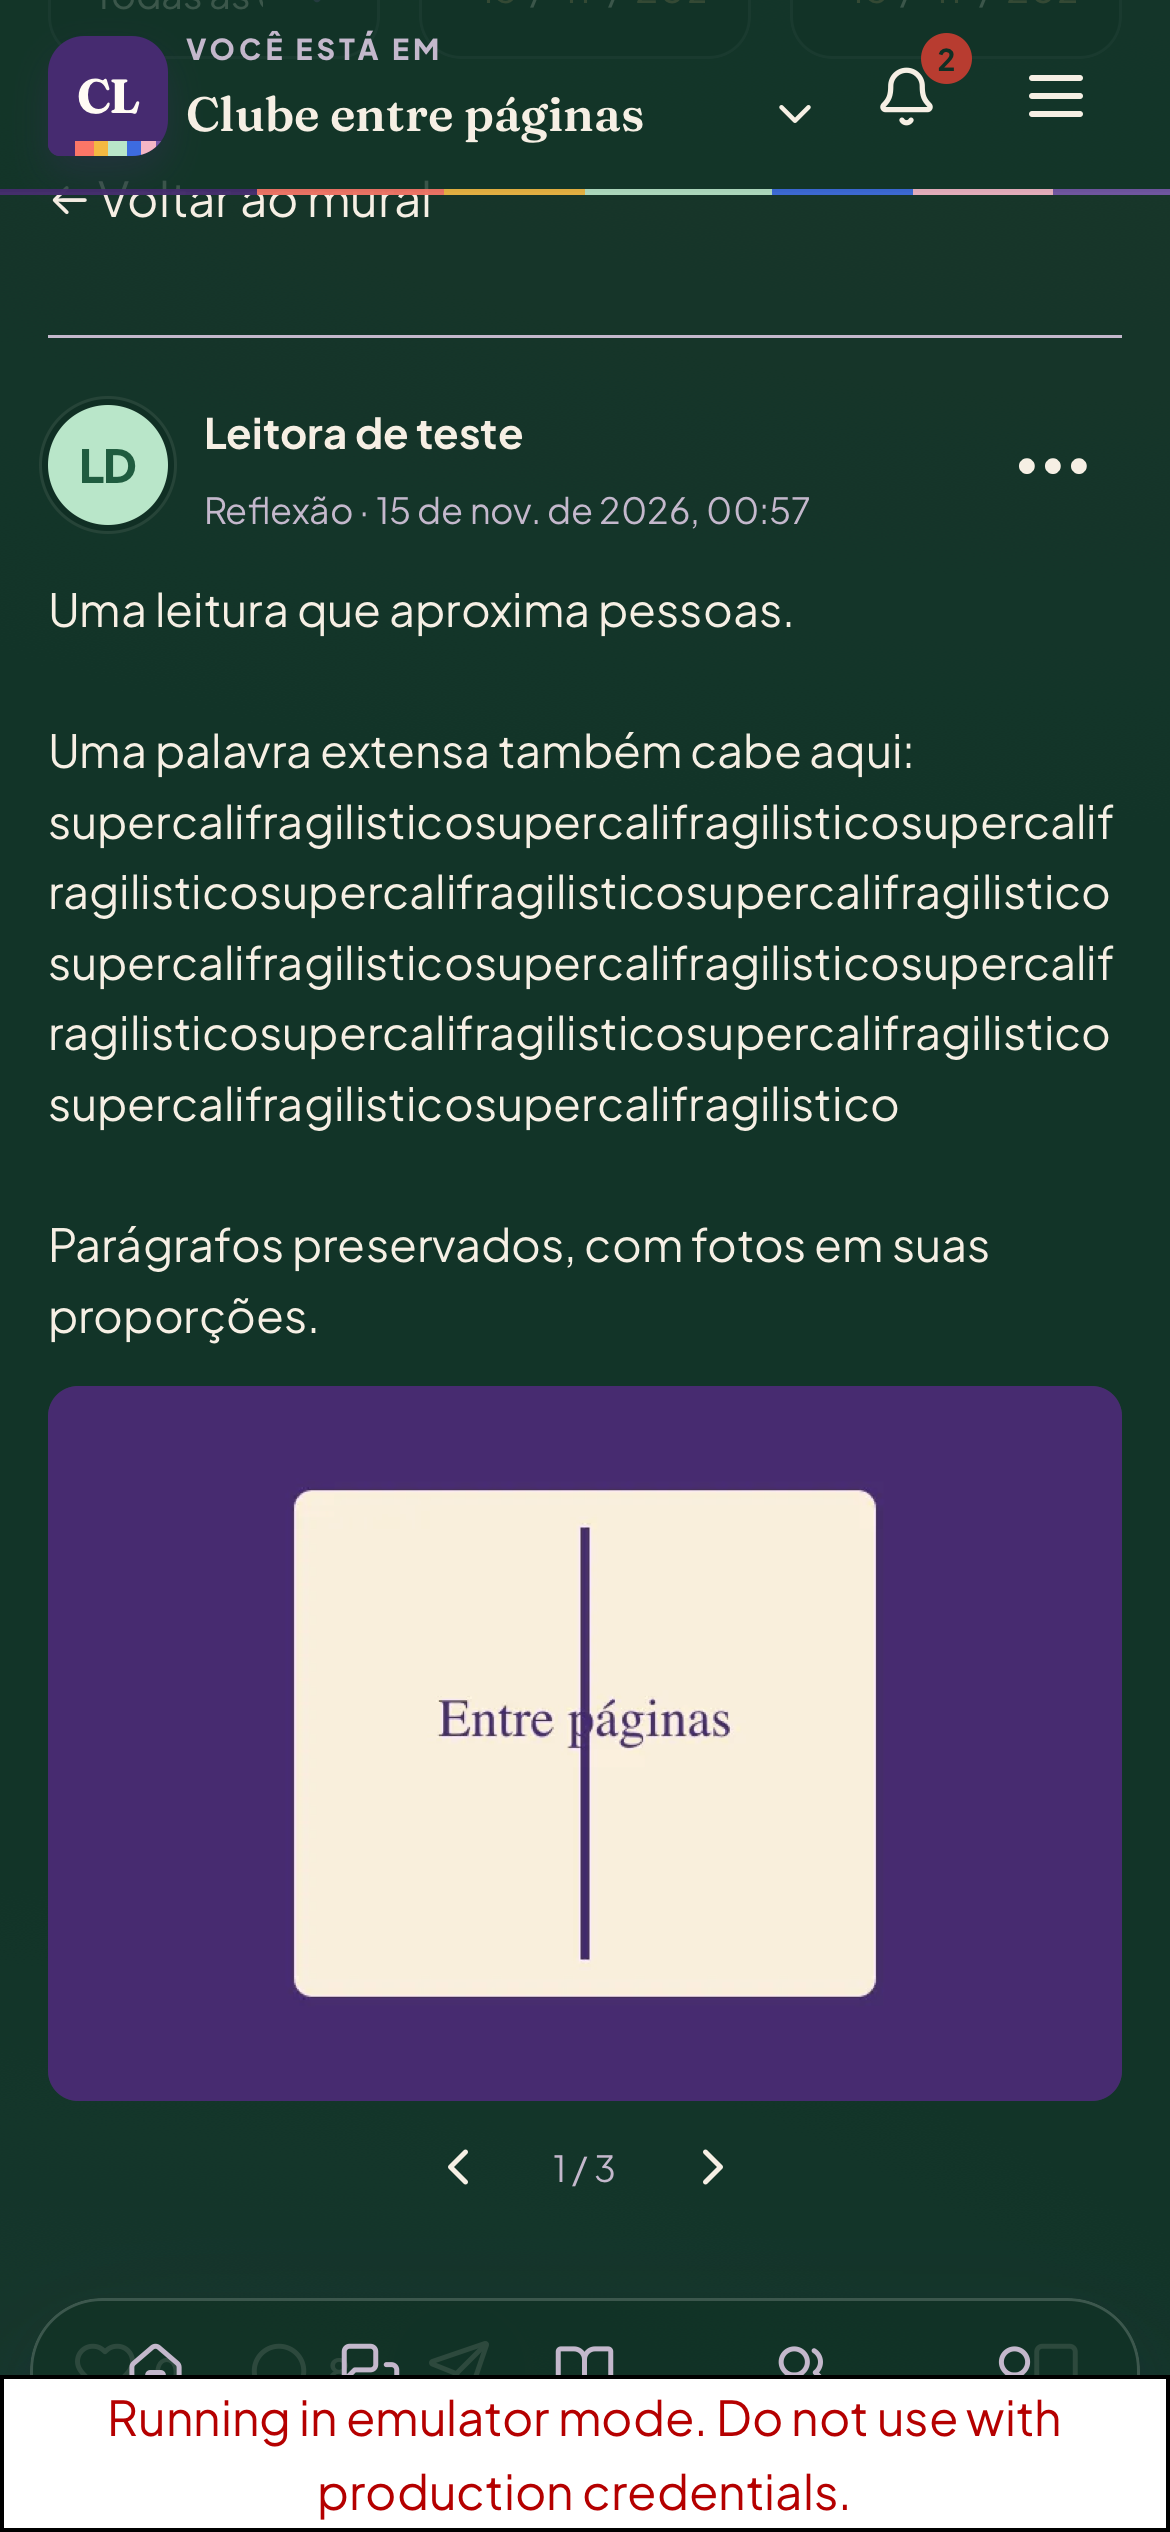 VOCÊ ESTÁ EM
CL
Clube entre páginas
2
← Voltar ao mural
LD
Leitora de teste
Reflexão · 15 de nov. de 2026, 00:57
Uma leitura que aproxima pessoas.
Uma palavra extensa também cabe aqui:
supercalifragilisticosupercalifragilisticosupercalif
ragilisticosupercalifragilisticosupercalifragilistico
supercalifragilisticosupercalifragilisticosupercalif
ragilisticosupercalifragilisticosupercalifragilistico
supercalifragilisticosupercalifragilistico
Parágrafos preservados, com fotos em suas
proporções.
Entre páginas
1 / 3
Running in emulator mode. Do not use with
production credentials.